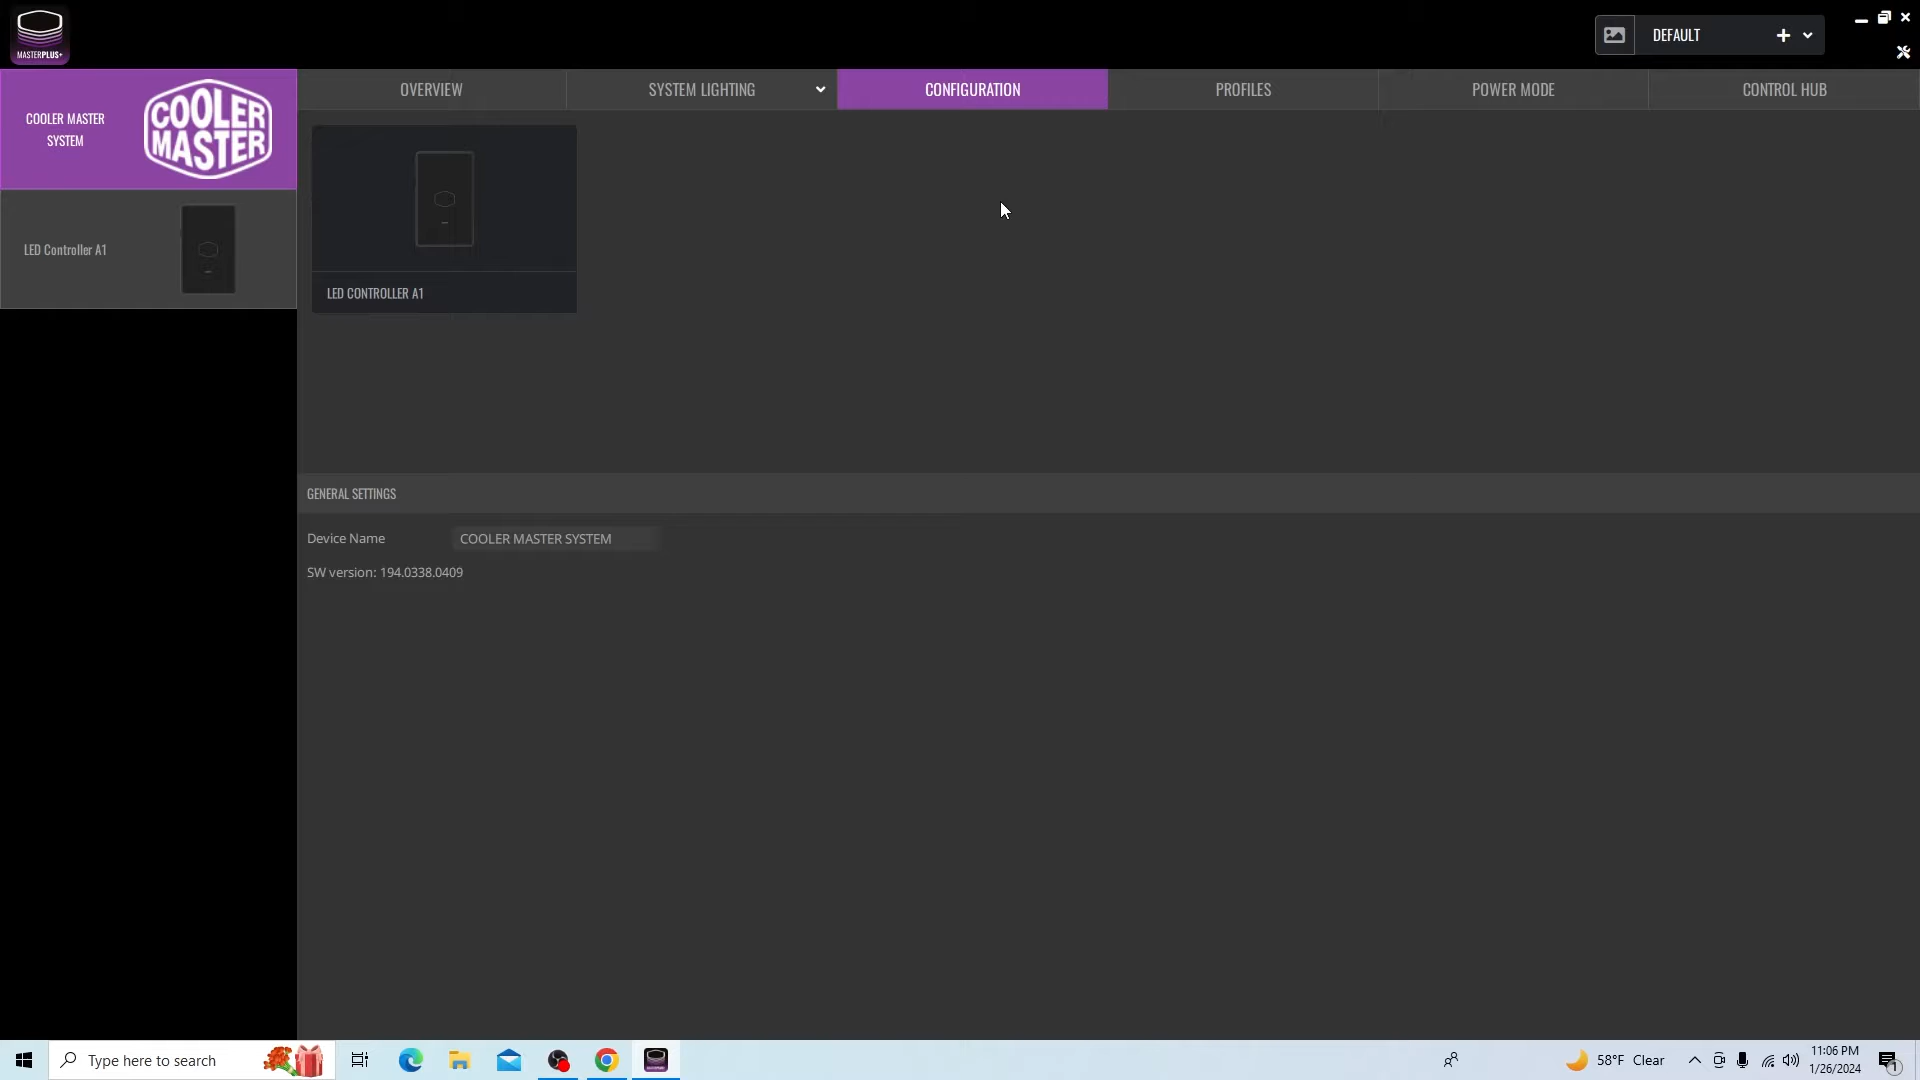 MASTERPLUS+
DEFAULT
COOLER MASTER
SYSTEM
COOLER
MASTER
OVERVIEW
SYSTEM LIGHTING
CONFIGURATION
PROFILES
POWER MODE
CONTROL HUB
LED Controller A1
LED CONTROLLER A1
GENERAL SETTINGS
Device Name
COOLER MASTER SYSTEM
SW version: 194.0338.0409
Type here to search
58°F Clear
11:06 PM
1/26/2024
1